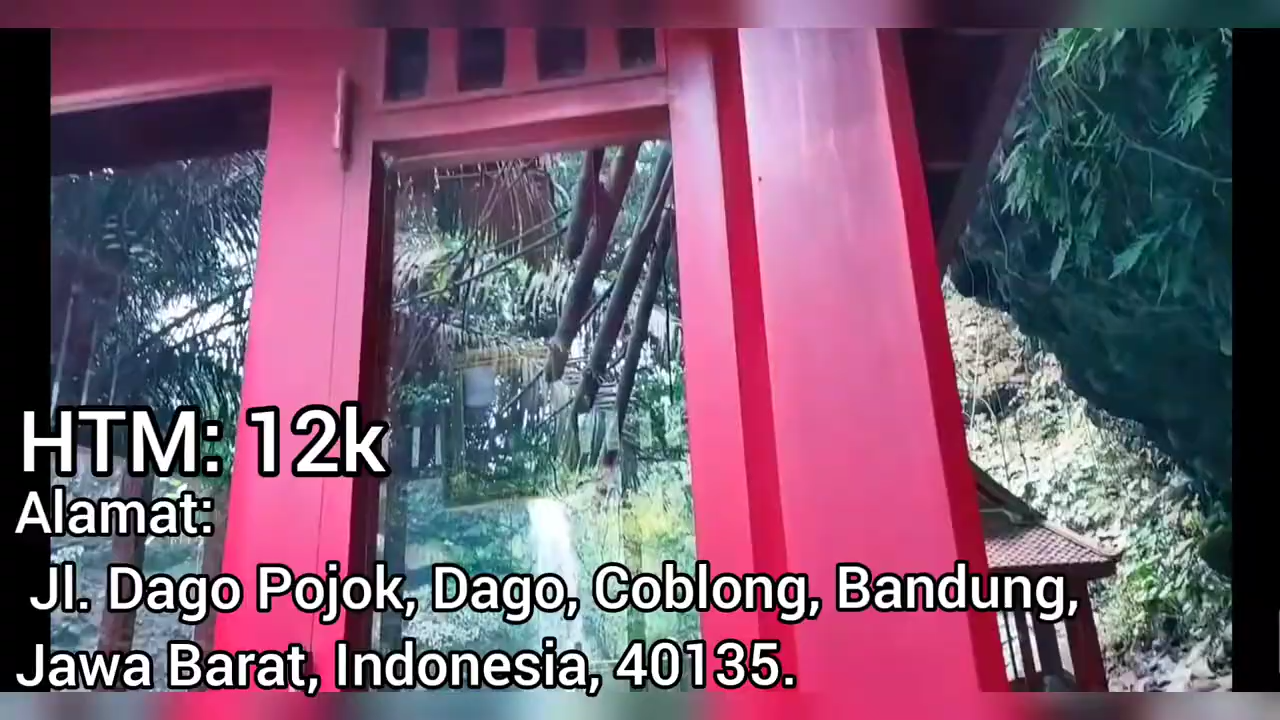 HTM: 12k
Alamat:
Jl. Dago Pojok, Dago, Coblong, Bandung,
Jawa Barat, Indonesia, 40135.